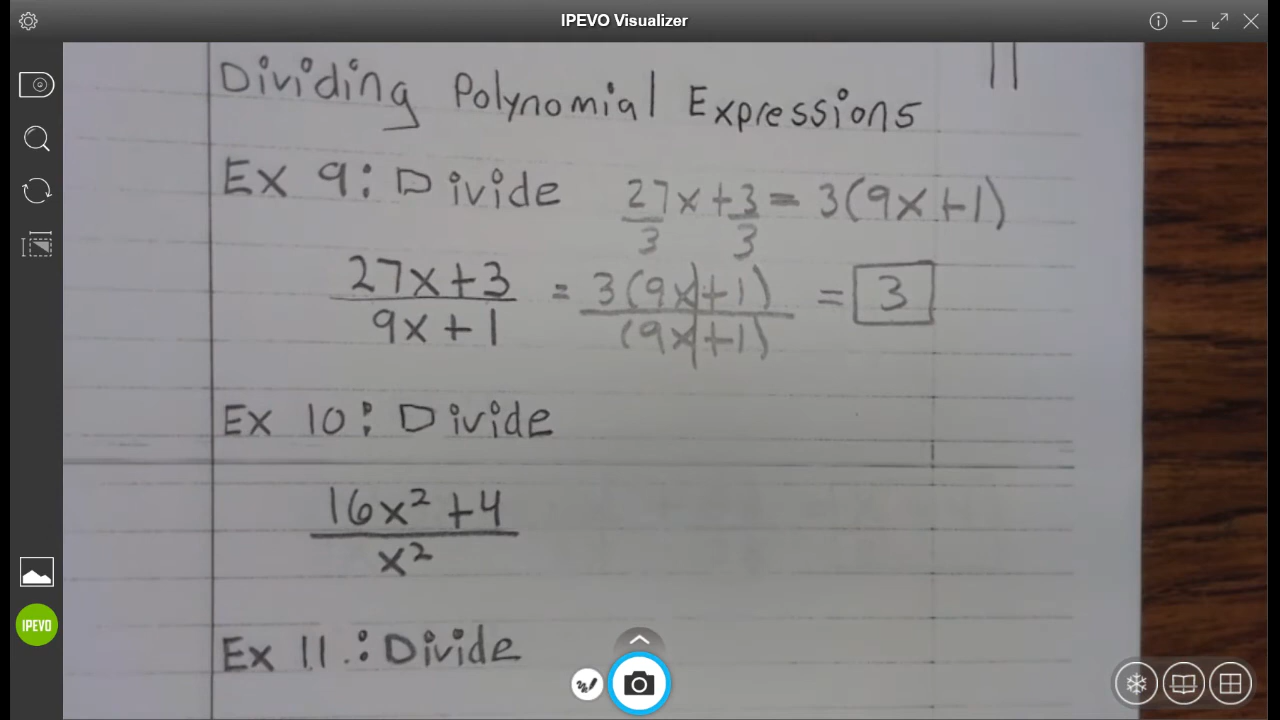 IPEVO Visualizer
11
Dividing Polynomial Expressions
Ex 9: Divide
27x + 3 = 3(9x + 1)
3 3
27x + 3 = 3(9x + 1) = 3
9x + 1 (9x + 1)
Ex 10: Divide
16x² + 4
x²
Ex 11.: Divide
IPEVO